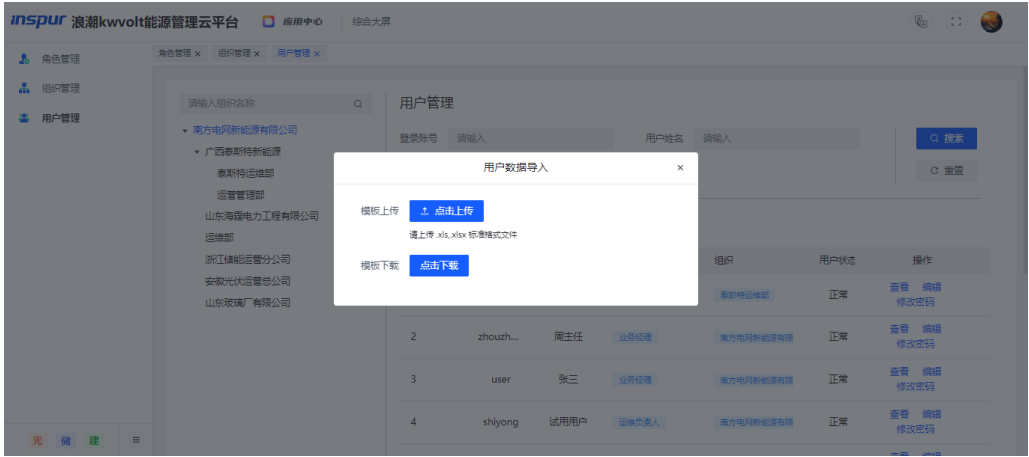 inspur 浪潮kwvolt能源管理云平台 应用中心 综合大屏
角色管理
组织管理
用户管理
角色管理 × 组织管理 × 用户管理 ×
请输入组织名称
南方电网新能源有限公司
广西泰斯特新能源
泰斯特运维部
运营管理部
山东海霆电力工程有限公司
运维部
浙江储能运营分公司
安徽光伏运营总公司
山东玻璃厂有限公司
用户管理
登录账号 请输入 用户姓名 请输入 搜索
重置
用户数据导入 ×
模板上传 点击上传
请上传 .xls, .xlsx 标准格式文件
模板下载 点击下载
组织 用户状态 操作
泰斯特运维部 正常 查看 编辑
修改密码
2 zhouzh... 周主任 业务经理 南方电网新能源有限 正常 查看 编辑
修改密码
3 user 张三 业务经理 南方电网新能源有限 正常 查看 编辑
修改密码
4 shiyong 试用用户 运维负责人 南方电网新能源有限 正常 查看 编辑
修改密码
光 储 建